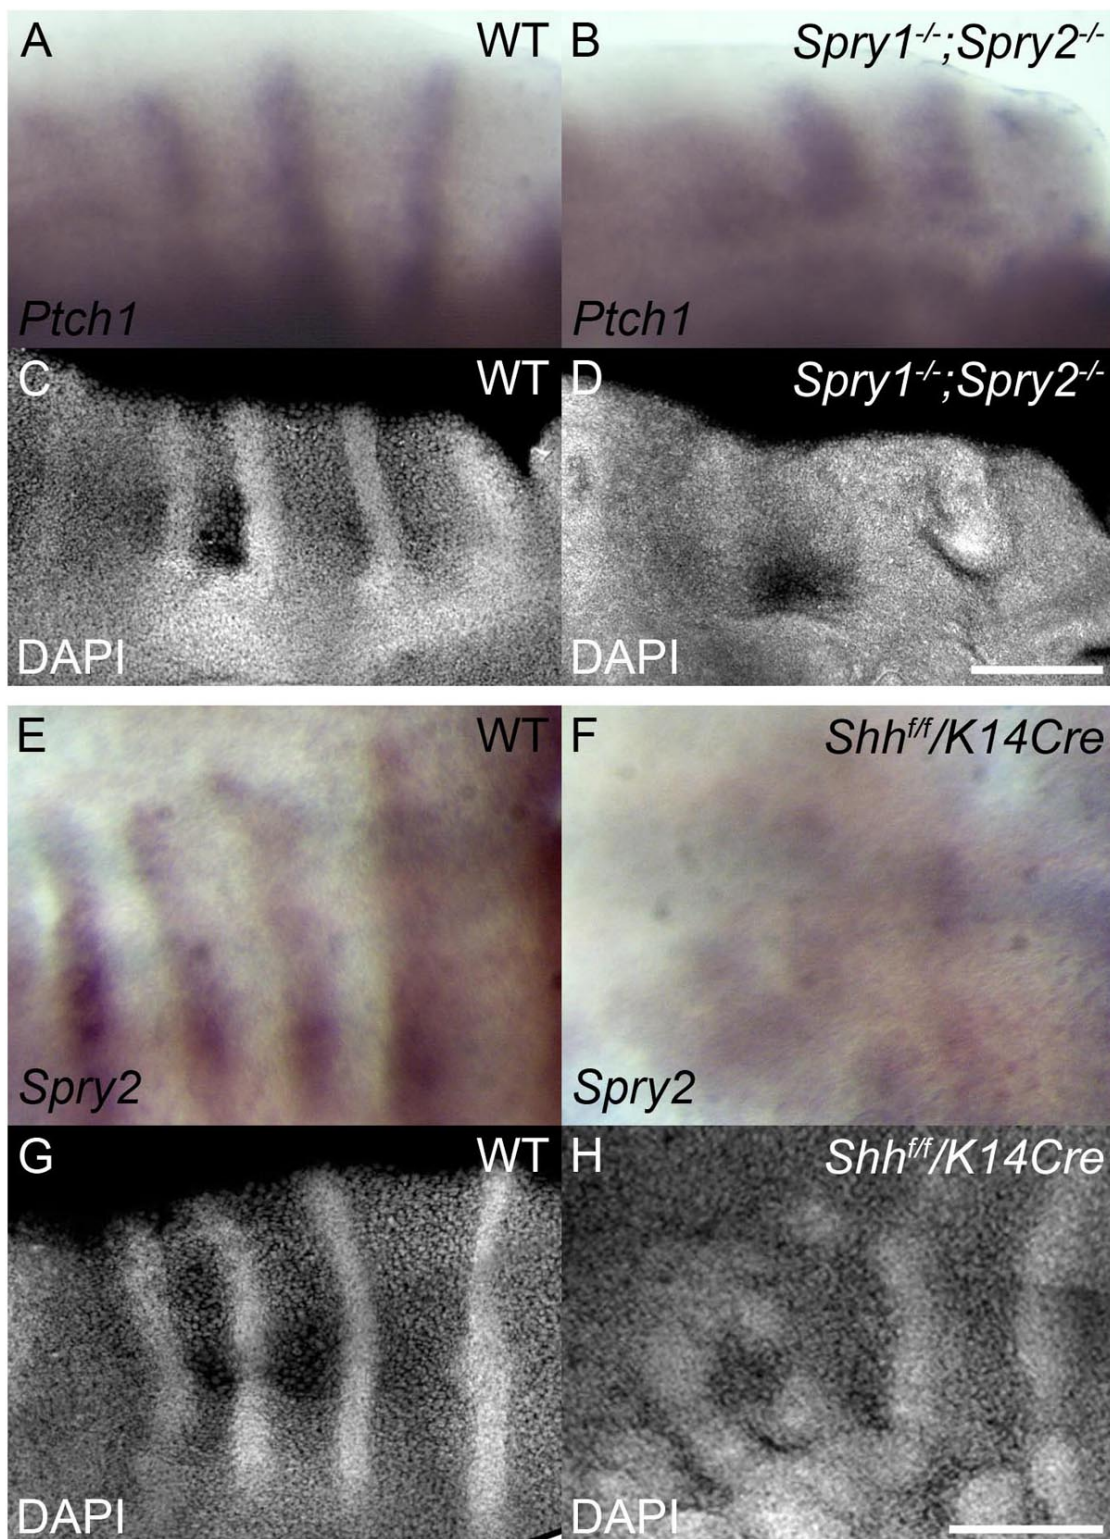 A WT
B Spry1-/-;Spry2-/-
Ptch1
Ptch1
C WT
D Spry1-/-;Spry2-/-
DAPI
DAPI
E WT
F Shhf/f/K14Cre
Spry2
Spry2
G WT
H Shhf/f/K14Cre
DAPI
DAPI